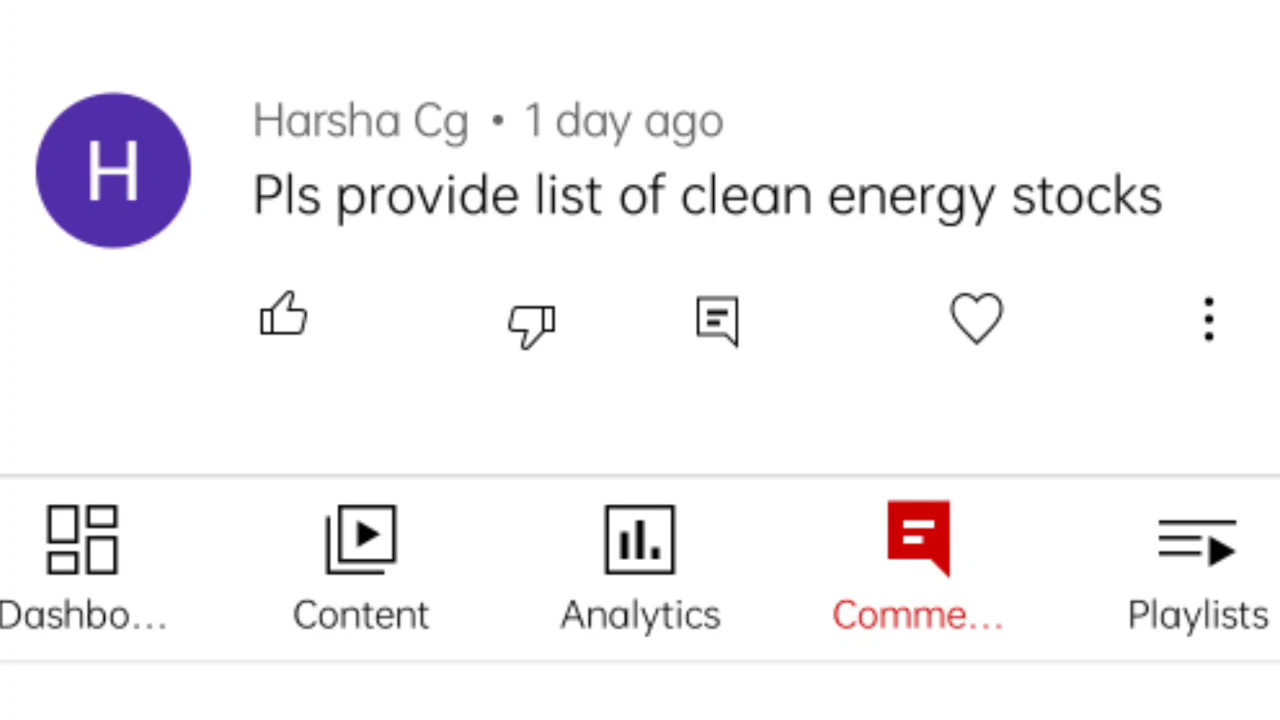 H
Harsha Cg • 1 day ago
Pls provide list of clean energy stocks
Dashbo...
Content
Analytics
Comme...
Playlists